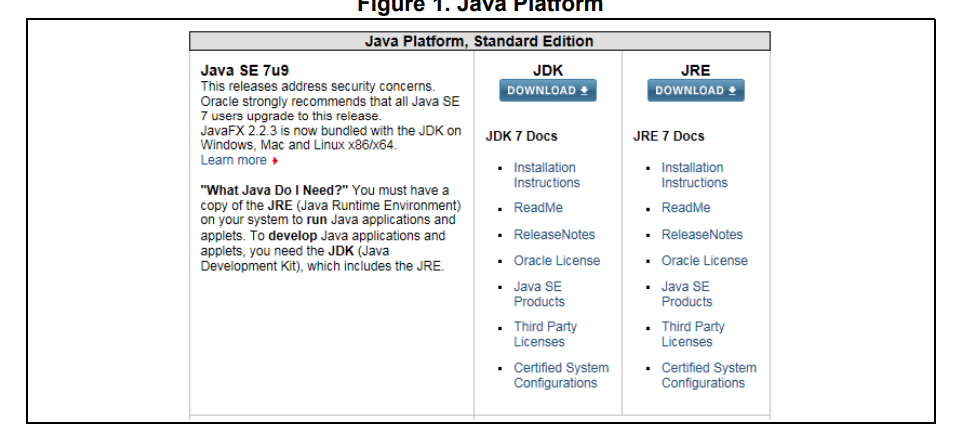 Figure 1. Java Platform
Java Platform, Standard Edition
Java SE 7u9
This releases address security concerns.
Oracle strongly recommends that all Java SE
7 users upgrade to this release.
JavaFX 2.2.3 is now bundled with the JDK on
Windows, Mac and Linux x86/x64.
Learn more
"What Java Do I Need?" You must have a
copy of the JRE (Java Runtime Environment)
on your system to run Java applications and
applets. To develop Java applications and
applets, you need the JDK (Java
Development Kit), which includes the JRE.
JDK
DOWNLOAD
JDK 7 Docs
Installation
Instructions
ReadMe
ReleaseNotes
Oracle License
Java SE
Products
Third Party
Licenses
Certified System
Configurations
JRE
DOWNLOAD
JRE 7 Docs
Installation
Instructions
ReadMe
ReleaseNotes
Oracle License
Java SE
Products
Third Party
Licenses
Certified System
Configurations